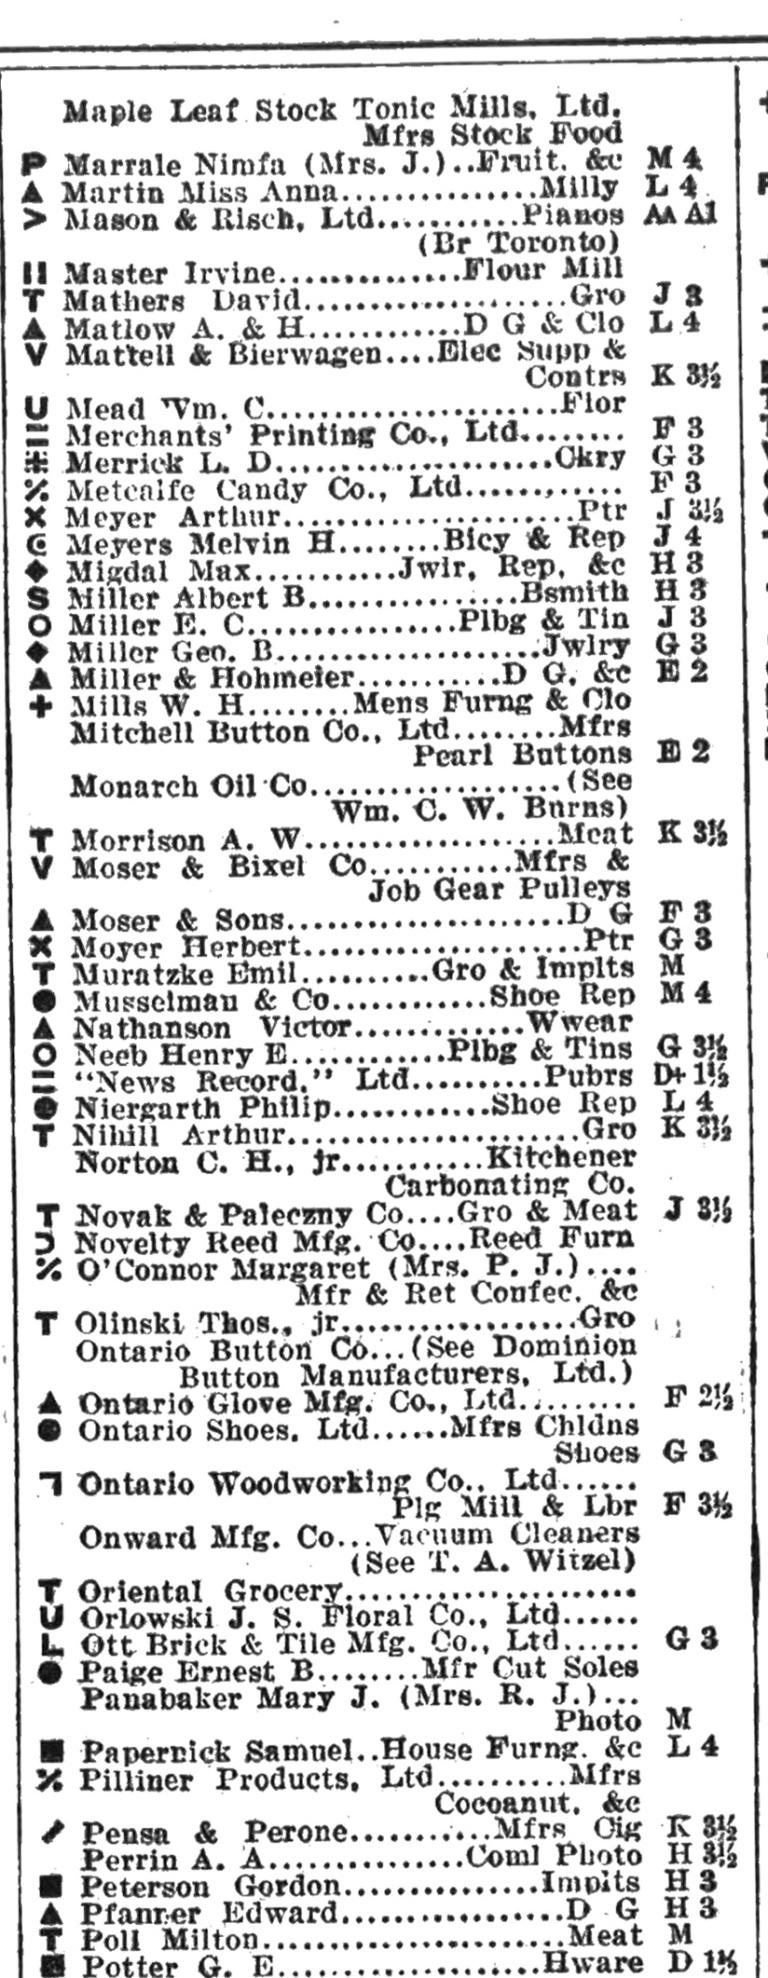 Maple Leaf Stock Tonic Mills, Ltd.
Mfrs Stock Food
P Marrale Nimfa (Mrs. J.)..Fruit, &c M 4
▲ Martin Miss Anna...............Milly L 4
> Mason & Risch, Ltd..........Pianos AA A1
(Br Toronto)
II Master Irvine..............Flour Mill
T Mathers David....................Gro J 3
▲ Matlow A. & H...........D G & Clo L 4
V Mattell & Bierwagen....Elec Supp &
Contrs K 3½
U Mead Wm. C......................Flor
= Merchants' Printing Co., Ltd........ F 3
Merrick L. D.....................Ckry G 3
⁒ Metcalfe Candy Co., Ltd............ F 3
× Meyer Arthur......................Ptr J 3½
Meyers Melvin H........Bicy & Rep J 4
◆ Migdal Max...........Jwlr, Rep, &c H 3
S Miller Albert B................Bsmith H 3
O Miller E. C................Plbg & Tin J 3
◆ Miller Geo. B....................Jwlry G 3
▲ Miller & Hohmeier...........D G, &c E 2
+ Mills W. H........Mens Furng & Clo
Mitchell Button Co., Ltd........Mfrs
Pearl Buttons E 2
Monarch Oil Co...................(See
Wm. C. W. Burns)
T Morrison A. W...................Meat K 3½
V Moser & Bixel Co...........Mfrs &
Job Gear Pulleys
▲ Moser & Sons.....................D G F 3
× Moyer Herbert.....................Ptr G 3
T Muratzke Emil..........Gro & Implts M
● Musselman & Co............Shoe Rep M 4
▲ Nathanson Victor.............Wwear
O Neeb Henry E............Plbg & Tins G 3½
= "News Record," Ltd..........Pubrs D+ 1½
● Niergarth Philip............Shoe Rep L 4
T Nihill Arthur......................Gro K 3½
Norton C. H., jr...........Kitchener
Carbonating Co.
T Novak & Paleczny Co....Gro & Meat J 3½
Ɔ Novelty Reed Mfg. Co....Reed Furn
⁒ O'Connor Margaret (Mrs. P. J.)....
Mfr & Ret Confec, &c
T Olinski Thos., jr..................Gro
Ontario Button Co...(See Dominion
Button Manufacturers, Ltd.)
▲ Ontario Glove Mfg. Co., Ltd......... F 2½
● Ontario Shoes, Ltd......Mfrs Chldns
Shoes G 3
ㄱ Ontario Woodworking Co., Ltd......
Plg Mill & Lbr F 3½
Onward Mfg. Co...Vacuum Cleaners
(See T. A. Witzel)
T Oriental Grocery......................
U Orlowski J. S. Floral Co., Ltd......
L Ott Brick & Tile Mfg. Co., Ltd...... G 3
● Paige Ernest B........Mfr Cut Soles
Panabaker Mary J. (Mrs. R. J.)...
Photo M
■ Papernick Samuel..House Furng, &c L 4
⁒ Pilliner Products, Ltd..........Mfrs
Cocoanut, &c
Pensa & Perone...........Mfrs Cig K 3½
Perrin A. A...............Coml Photo H 3½
■ Peterson Gordon...............Implts H 3
▲ Pfanner Edward.................D G H 3
T Poll Milton.......................Meat M
Potter G. E.....................Hware D 1½